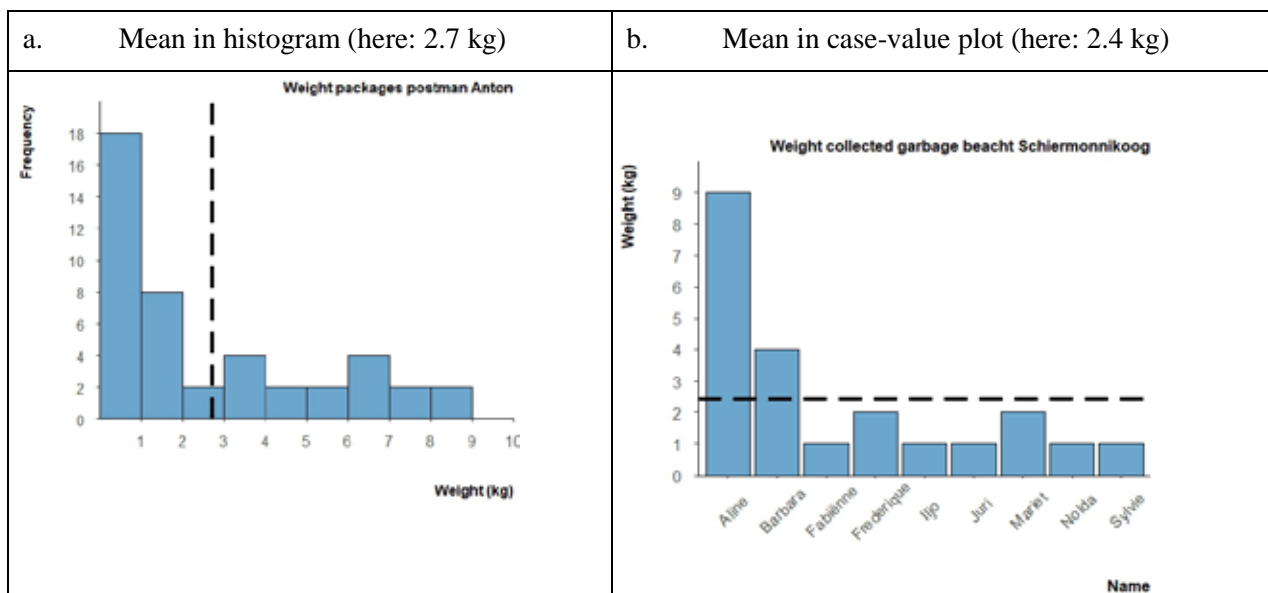 a. Mean in histogram (here: 2.7 kg)
Weight packages postman Anton
Frequency
18
16
14
12
10
8
6
4
2
0
1 2 3 4 5 6 7 8 9 10
Weight (kg)
b. Mean in case-value plot (here: 2.4 kg)
Weight collected garbage beacht Schiermonnikoog
Weight (kg)
9
8
7
6
5
4
3
2
1
0
Aline Barbara Fabiënne Frederique Iljo Juri Mariet Nolda Sylvie
Name